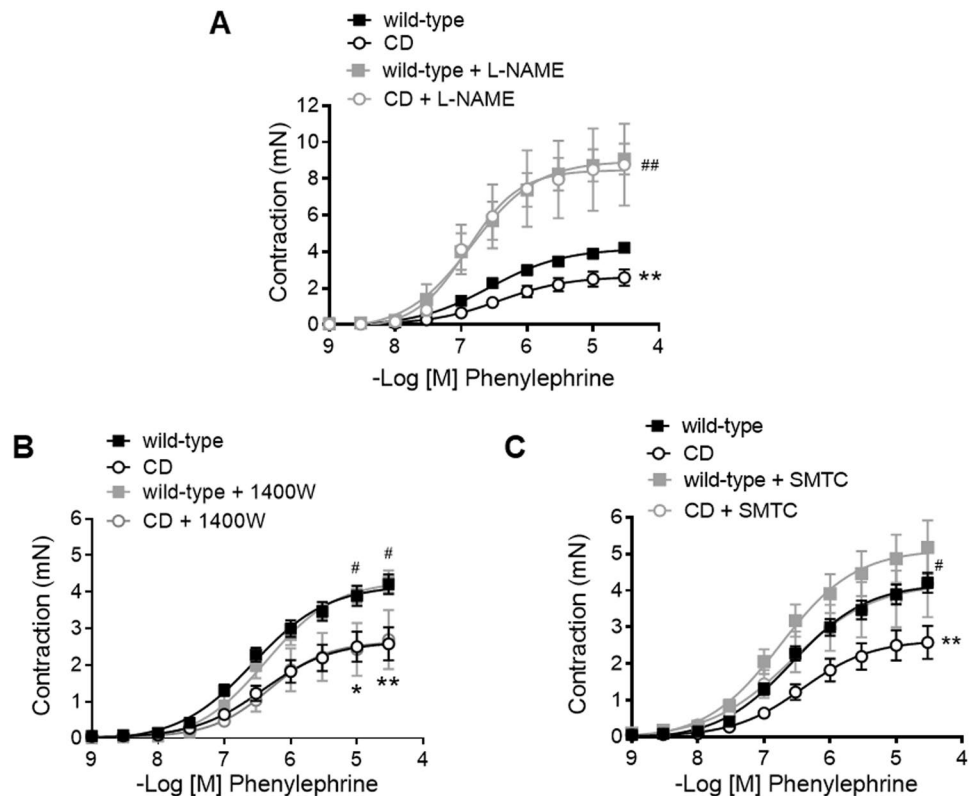 A
wild-type
CD
wild-type + L-NAME
CD + L-NAME
12
10
8
6
4
2
0
Contraction (mN)
##
**
9 8 7 6 5 4
-Log [M] Phenylephrine
B
wild-type
CD
wild-type + 1400W
CD + 1400W
6
5
4
3
2
1
0
Contraction (mN)
# #
* **
9 8 7 6 5 4
-Log [M] Phenylephrine
C
wild-type
CD
wild-type + SMTC
CD + SMTC
6
5
4
3
2
1
0
Contraction (mN)
#
**
9 8 7 6 5 4
-Log [M] Phenylephrine